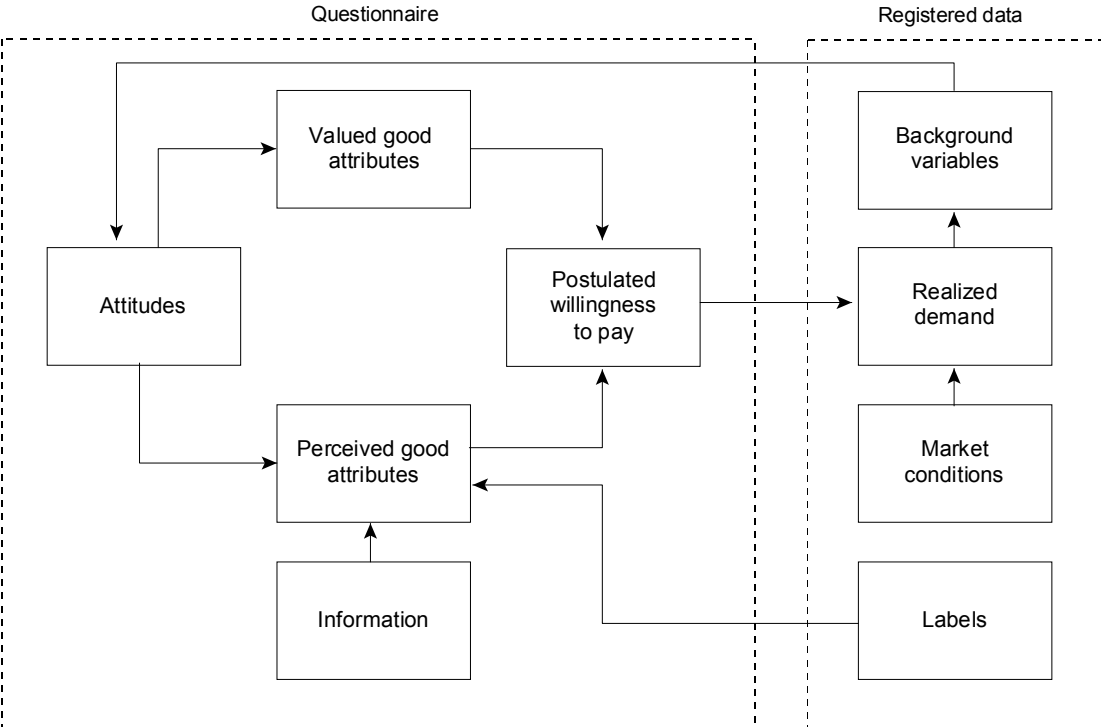 Questionnaire
Registered data
Valued good
attributes
Background
variables
Attitudes
Postulated
willingness
to pay
Realized
demand
Perceived good
attributes
Market
conditions
Information
Labels